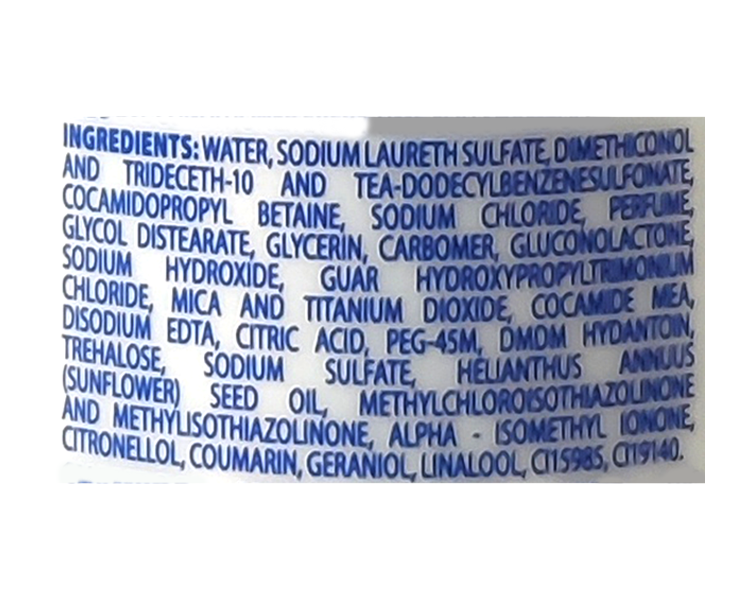 INGREDIENTS: WATER, SODIUM LAURETH SULFATE, DIMETHICONOL
AND TRIDECETH-10 AND TEA-DODECYLBENZENESULFONATE,
COCAMIDOPROPYL BETAINE, SODIUM CHLORIDE, PERFUME,
GLYCOL DISTEARATE, GLYCERIN, CARBOMER, GLUCONOLACTONE,
SODIUM HYDROXIDE, GUAR HYDROXYPROPYLTRIMONIUM
CHLORIDE, MICA AND TITANIUM DIOXIDE, COCAMIDE MEA,
DISODIUM EDTA, CITRIC ACID, PEG-45M, DMDM HYDANTOIN,
TREHALOSE, SODIUM SULFATE, HELIANTHUS ANNUUS
(SUNFLOWER) SEED OIL, METHYLCHLOROISOTHIAZOLINONE
AND METHYLISOTHIAZOLINONE, ALPHA - ISOMETHYL IONONE,
CITRONELLOL, COUMARIN, GERANIOL, LINALOOL, CI15985, CI19140.